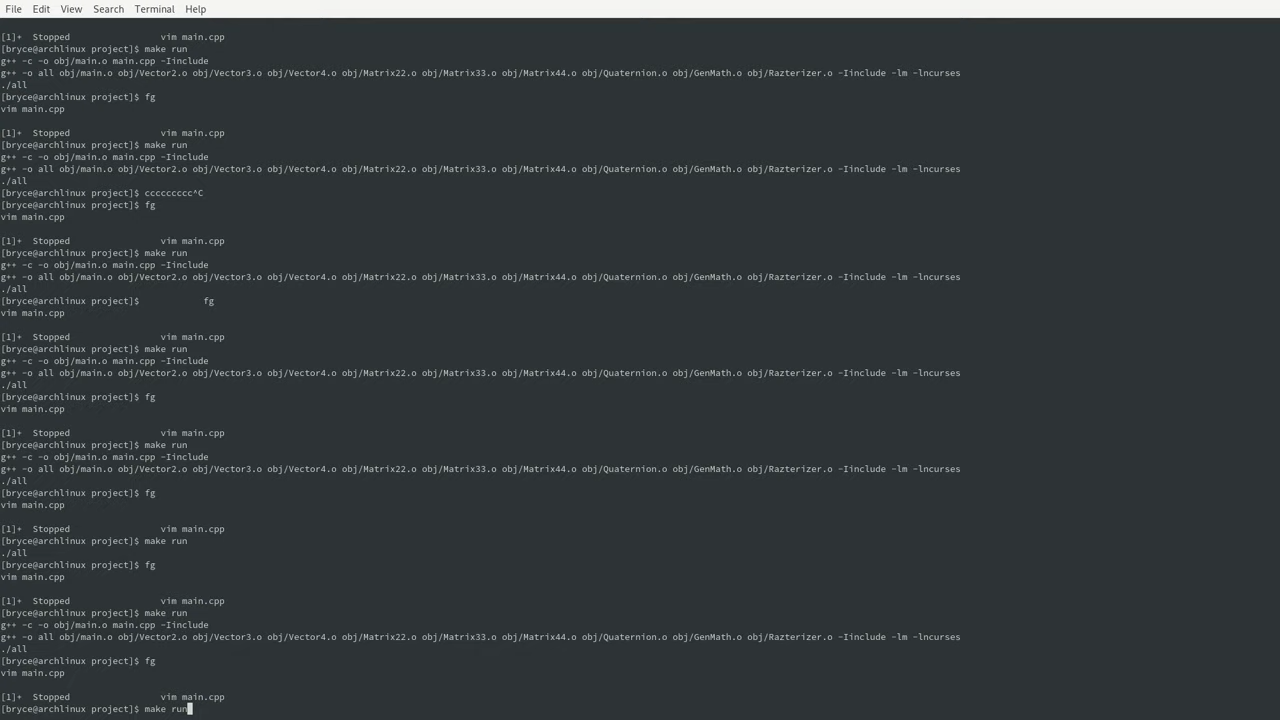 File Edit View Search Terminal Help
[1]+  Stopped                 vim main.cpp
[bryce@archlinux project]$ make run
g++ -c -o obj/main.o main.cpp -Iinclude
g++ -o all obj/main.o obj/Vector2.o obj/Vector3.o obj/Vector4.o obj/Matrix22.o obj/Matrix33.o obj/Matrix44.o obj/Quaternion.o obj/GenMath.o obj/Razterizer.o -Iinclude -lm -lncurses
./all
[bryce@archlinux project]$ fg
vim main.cpp
[1]+  Stopped                 vim main.cpp
[bryce@archlinux project]$ make run
g++ -c -o obj/main.o main.cpp -Iinclude
g++ -o all obj/main.o obj/Vector2.o obj/Vector3.o obj/Vector4.o obj/Matrix22.o obj/Matrix33.o obj/Matrix44.o obj/Quaternion.o obj/GenMath.o obj/Razterizer.o -Iinclude -lm -lncurses
./all
[bryce@archlinux project]$ ccccccccc^C
[bryce@archlinux project]$ fg
vim main.cpp
[1]+  Stopped                 vim main.cpp
[bryce@archlinux project]$ make run
g++ -c -o obj/main.o main.cpp -Iinclude
g++ -o all obj/main.o obj/Vector2.o obj/Vector3.o obj/Vector4.o obj/Matrix22.o obj/Matrix33.o obj/Matrix44.o obj/Quaternion.o obj/GenMath.o obj/Razterizer.o -Iinclude -lm -lncurses
./all
[bryce@archlinux project]$            fg
vim main.cpp
[1]+  Stopped                 vim main.cpp
[bryce@archlinux project]$ make run
g++ -c -o obj/main.o main.cpp -Iinclude
g++ -o all obj/main.o obj/Vector2.o obj/Vector3.o obj/Vector4.o obj/Matrix22.o obj/Matrix33.o obj/Matrix44.o obj/Quaternion.o obj/GenMath.o obj/Razterizer.o -Iinclude -lm -lncurses
./all
[bryce@archlinux project]$ fg
vim main.cpp
[1]+  Stopped                 vim main.cpp
[bryce@archlinux project]$ make run
g++ -c -o obj/main.o main.cpp -Iinclude
g++ -o all obj/main.o obj/Vector2.o obj/Vector3.o obj/Vector4.o obj/Matrix22.o obj/Matrix33.o obj/Matrix44.o obj/Quaternion.o obj/GenMath.o obj/Razterizer.o -Iinclude -lm -lncurses
./all
[bryce@archlinux project]$ fg
vim main.cpp
[1]+  Stopped                 vim main.cpp
[bryce@archlinux project]$ make run
./all
[bryce@archlinux project]$ fg
vim main.cpp
[1]+  Stopped                 vim main.cpp
[bryce@archlinux project]$ make run
g++ -c -o obj/main.o main.cpp -Iinclude
g++ -o all obj/main.o obj/Vector2.o obj/Vector3.o obj/Vector4.o obj/Matrix22.o obj/Matrix33.o obj/Matrix44.o obj/Quaternion.o obj/GenMath.o obj/Razterizer.o -Iinclude -lm -lncurses
./all
[bryce@archlinux project]$ fg
vim main.cpp
[1]+  Stopped                 vim main.cpp
[bryce@archlinux project]$ make run